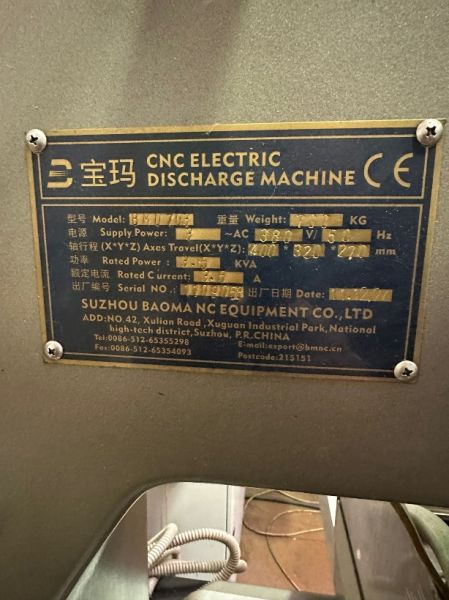 宝玛 CNC ELECTRIC
DISCHARGE MACHINE CE
型号 Model: 重量 Weight: KG
电源 Supply Power: 3 ~AC 380 V/ 50 Hz
轴行程 (X*Y*Z) Axes Travel(X*Y*Z): 400 * 320 * 270 mm
功率 Rated Power: KVA
额定电流 Rated Current: A
出厂编号 Serial NO.: 出厂日期 Date:
SUZHOU BAOMA NC EQUIPMENT CO.,LTD
ADD:NO.42, Xulian Road, Xuguan Industrial Park, National
high-tech district, Suzhou, P.R.CHINA
Tel:0086-512-65355298 E-mail:export@bmnc.cn
Fax:0086-512-65354093 Postcode:215151